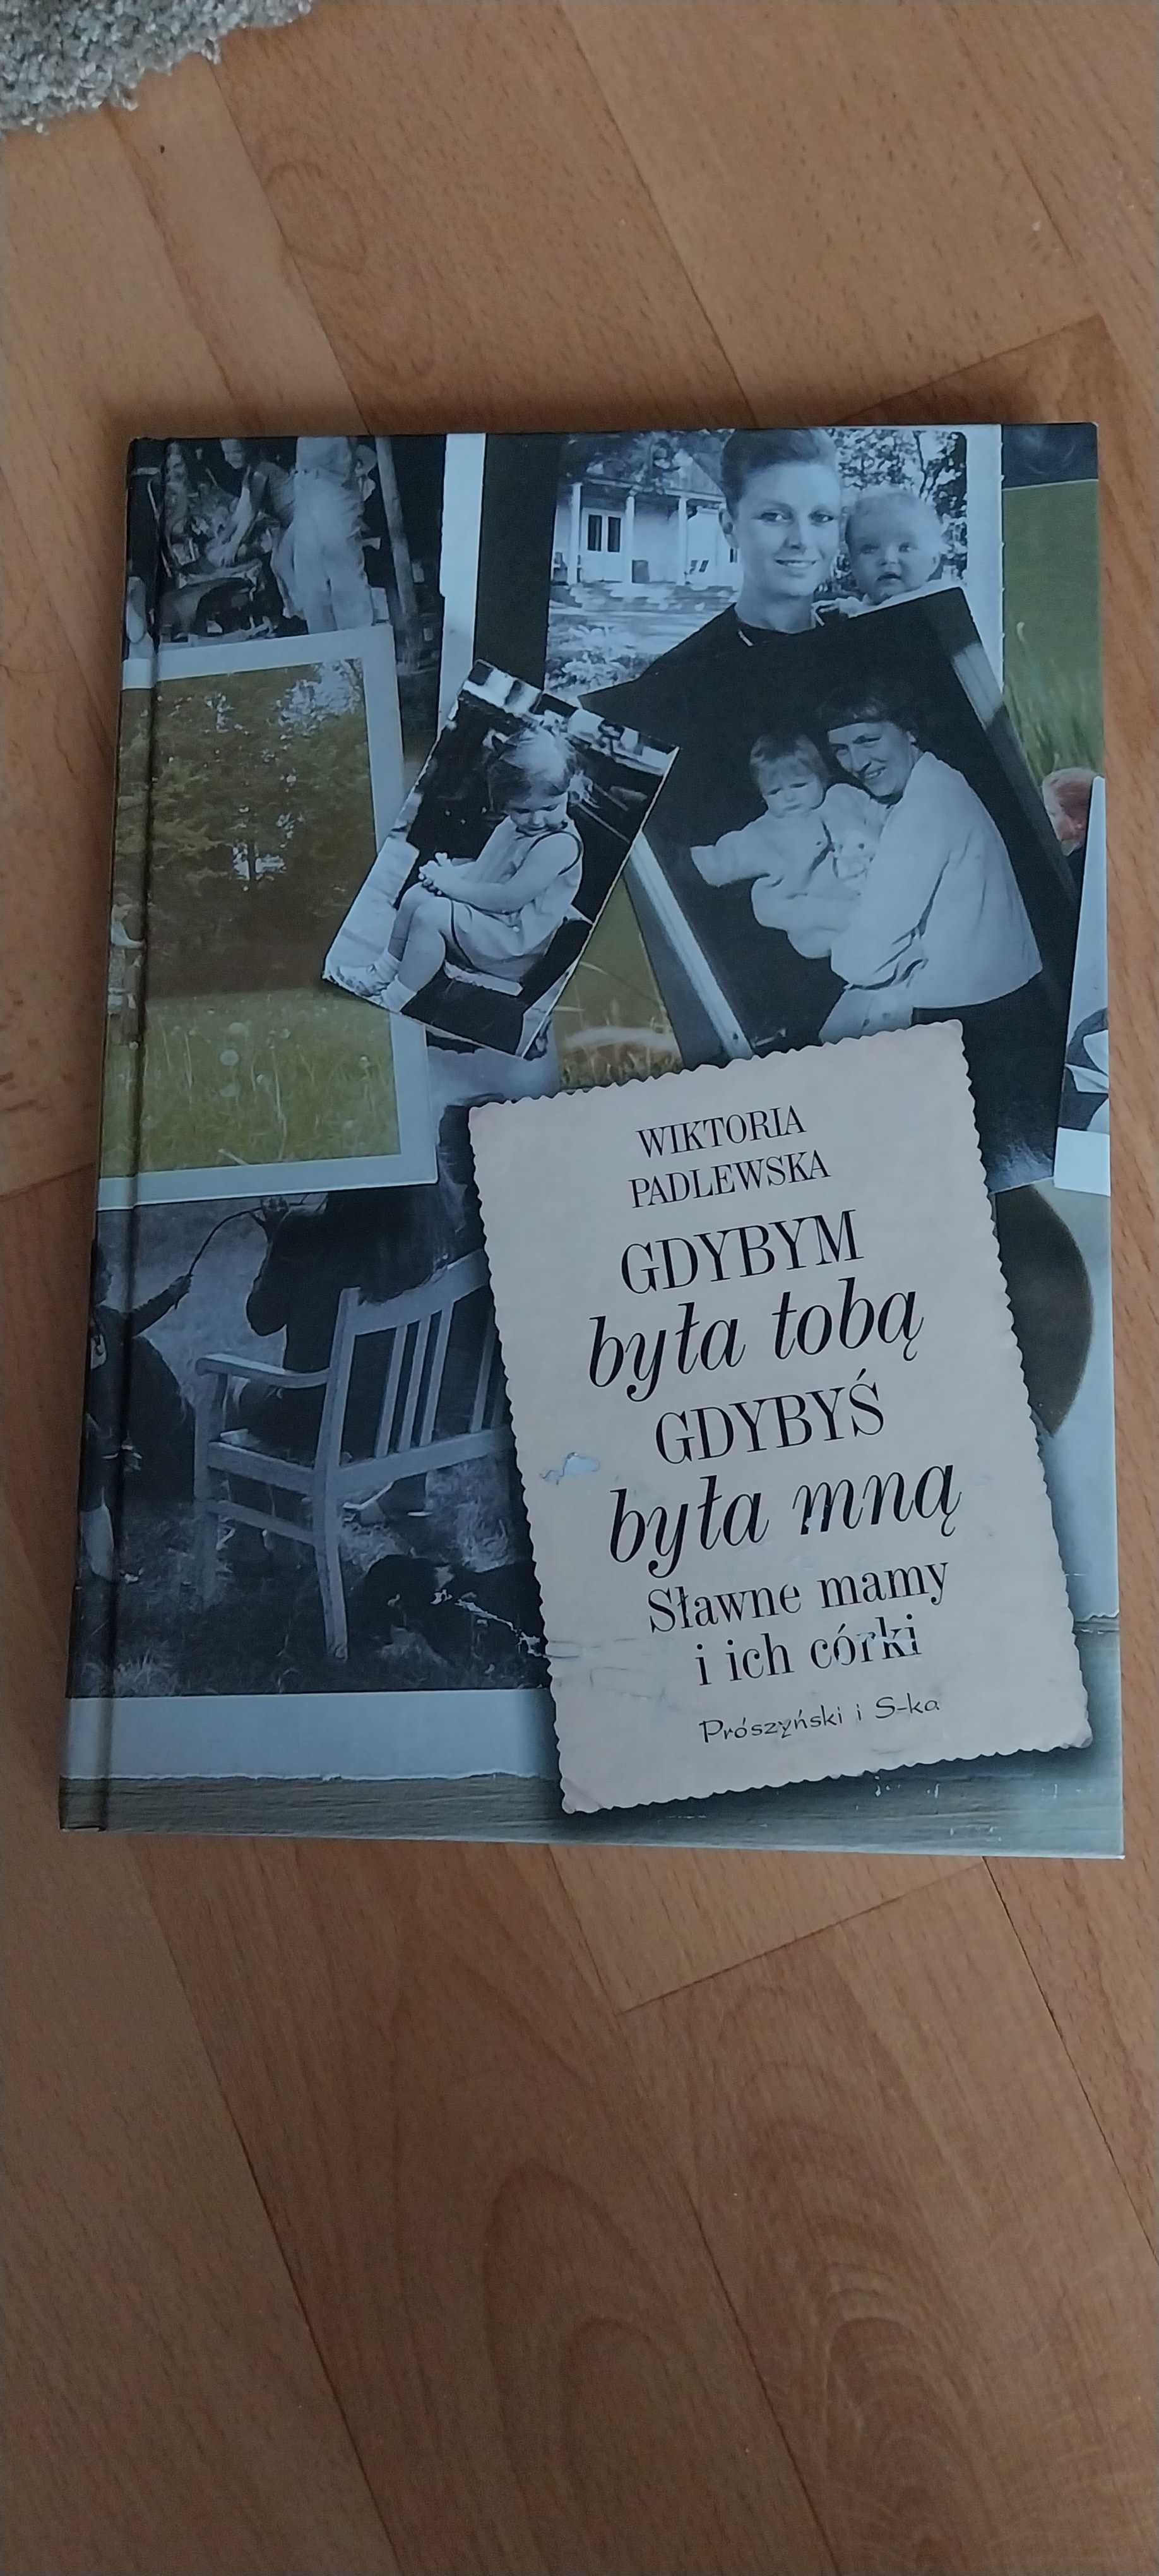 WIKTORIA
PADLEWSKA
GDYBYM
była tobą
GDYBYŚ
była mną
Sławne mamy
i ich córki
Prószyński i S-ka